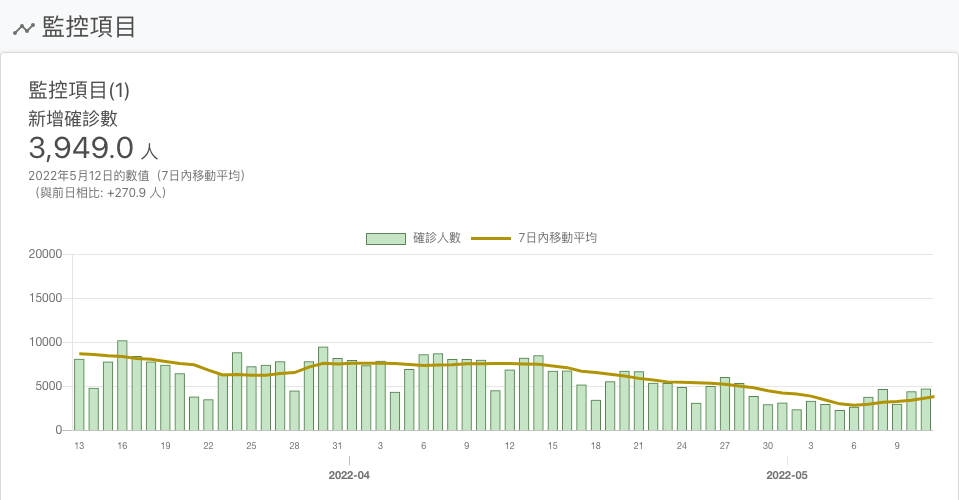 監控項目
監控項目(1)
新增確診數
3,949.0 人
2022年5月12日的數值（7日內移動平均）
（與前日相比: +270.9 人）
確診人數 7日內移動平均
20000
15000
10000
5000
0
13 16 19 22 25 28 31 3 6 9 12 15 18 21 24 27 30 3 6 9
2022-04 2022-05